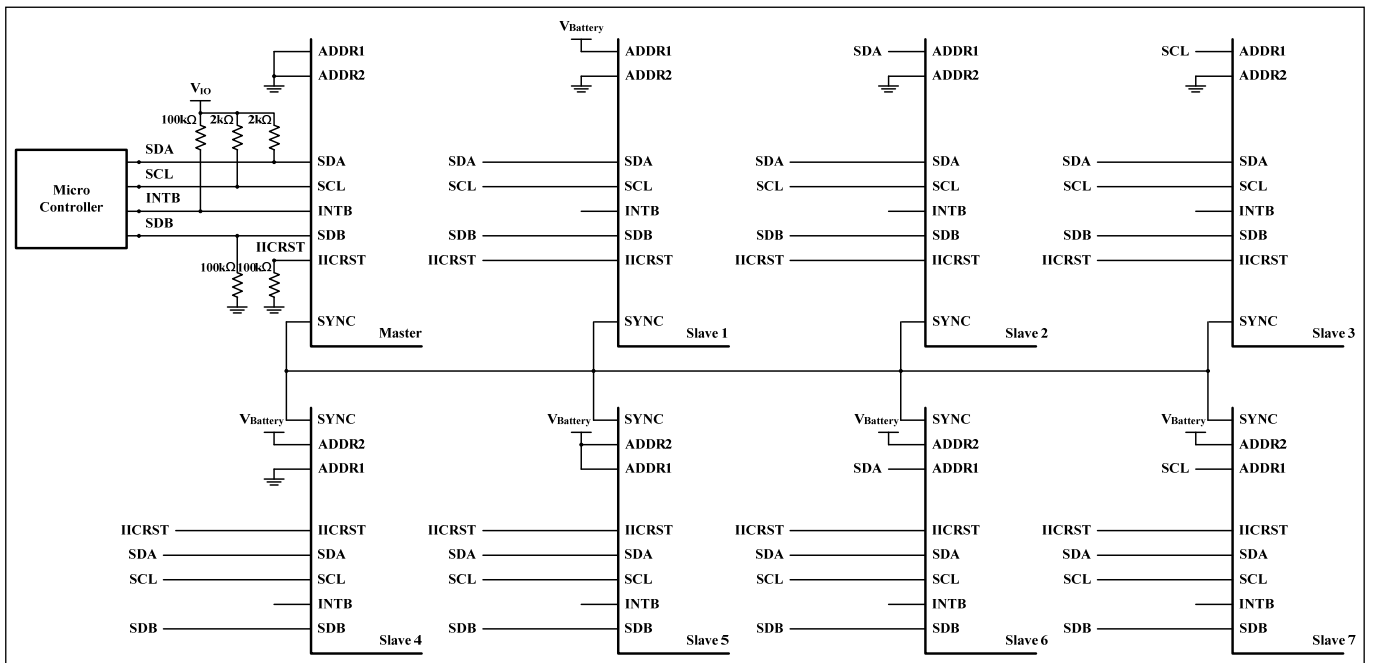 VBattery
ADDR1
ADDR2
VIO
100kΩ 2kΩ 2kΩ
Micro
Controller
SDA
SCL
INTB
SDB
IICRST
100kΩ 100kΩ
SDA
SCL
INTB
SDB
IICRST
SYNC
Master
ADDR1
ADDR2
SDA SDA
SCL SCL
INTB
SDB SDB
IICRST IICRST
SYNC
Slave 1
SDA ADDR1
ADDR2
SDA SDA
SCL SCL
INTB
SDB SDB
IICRST IICRST
SYNC
Slave 2
SCL ADDR1
ADDR2
SDA SDA
SCL SCL
INTB
SDB SDB
IICRST IICRST
SYNC
Slave 3
VBattery
SYNC
ADDR2
ADDR1
IICRST IICRST
SDA SDA
SCL SCL
INTB
SDB SDB
Slave 4
VBattery
SYNC
ADDR2
ADDR1
IICRST IICRST
SDA SDA
SCL SCL
INTB
SDB SDB
Slave 5
VBattery
SYNC
ADDR2
SDA ADDR1
IICRST IICRST
SDA SDA
SCL SCL
INTB
SDB SDB
Slave 6
VBattery
SYNC
ADDR2
SCL ADDR1
IICRST IICRST
SDA SDA
SCL SCL
INTB
SDB SDB
Slave 7